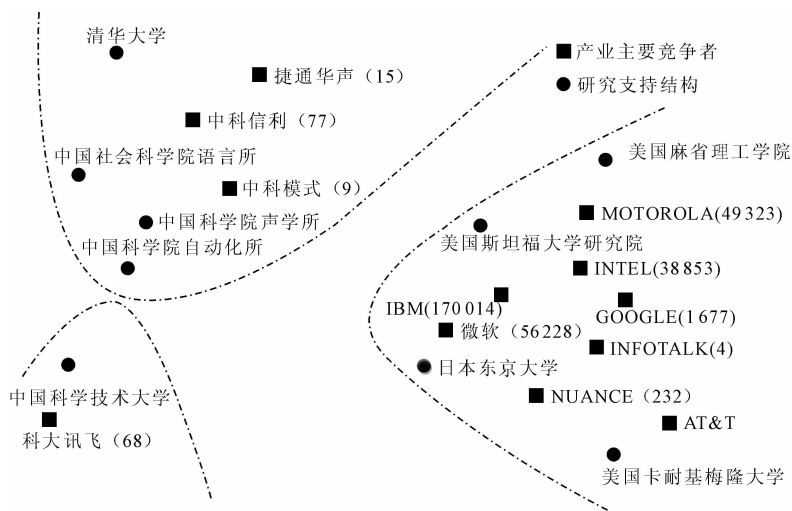 清华大学
产业主要竞争者
捷通华声（15）
研究支持结构
中科信利（77）
美国麻省理工学院
中国社会科学院语言所
中科模式（9）
MOTOROLA(49 323)
中国科学院声学所
美国斯坦福大学研究院
中国科学院自动化所
INTEL(38 853)
IBM(170 014)
GOOGLE(1 677)
微软（56 228）
INFOTALK(4)
日本东京大学
中国科学技术大学
NUANCE（232）
科大讯飞（68）
AT&T
美国卡耐基梅隆大学